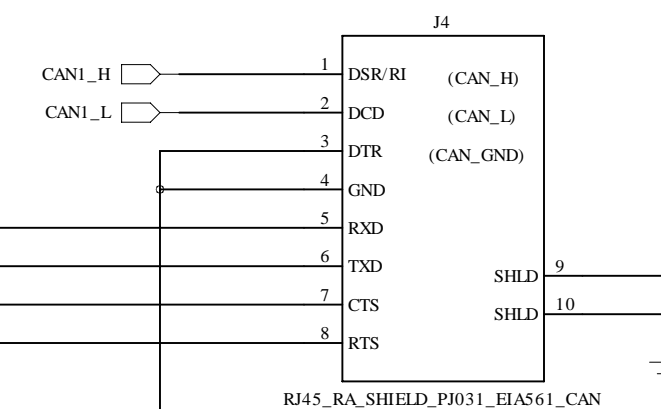 J4
CAN1_H 1 DSR/RI (CAN_H)
CAN1_L 2 DCD (CAN_L)
3 DTR (CAN_GND)
4 GND
5 RXD
6 TXD
SHLD 9
7 CTS
SHLD 10
8 RTS
RJ45_RA_SHIELD_PJ031_EIA561_CAN